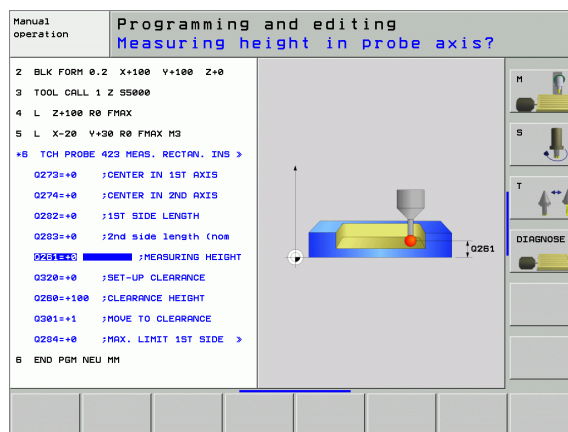 Manual
operation
Programming and editing
Measuring height in probe axis?
2 BLK FORM 0.2 X+100 Y+100 Z+0
3 TOOL CALL 1 Z S5000
4 L Z+100 R0 FMAX
5 L X-20 Y+30 R0 FMAX M3
*6 TCH PROBE 423 MEAS. RECTAN. INS »
Q273=+0 ;CENTER IN 1ST AXIS
Q274=+0 ;CENTER IN 2ND AXIS
Q282=+0 ;1ST SIDE LENGTH
Q283=+0 ;2nd side length (nom
Q261=+0 ;MEASURING HEIGHT
Q320=+0 ;SET-UP CLEARANCE
Q260=+100 ;CLEARANCE HEIGHT
Q301=+1 ;MOVE TO CLEARANCE
Q284=+0 ;MAX. LIMIT 1ST SIDE »
6 END PGM NEU MM
Q261
M
S
T
DIAGNOSE